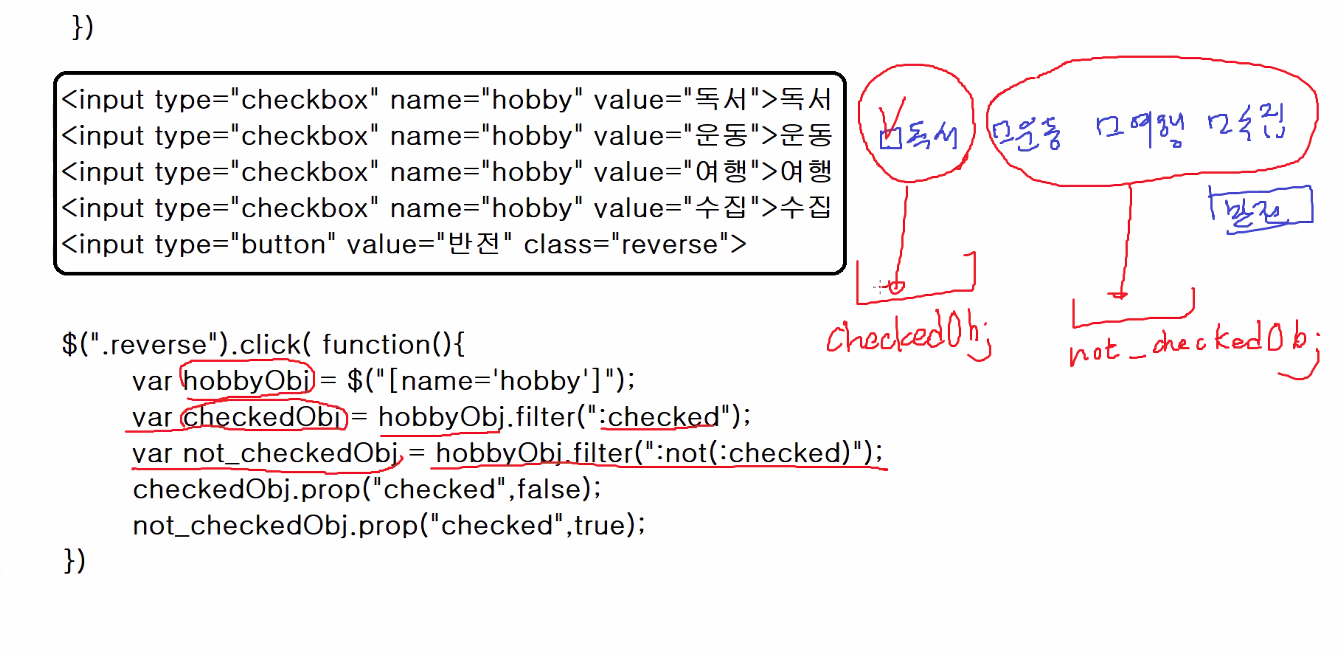 })
<input type="checkbox" name="hobby" value="독서">독서
<input type="checkbox" name="hobby" value="운동">운동
<input type="checkbox" name="hobby" value="여행">여행
<input type="checkbox" name="hobby" value="수집">수집
<input type="button" value="반전" class="reverse">
독서 운동 여행 수집
반전
checkedObj
not_checkedObj
$(".reverse").click( function(){
var hobbyObj = $("[name='hobby']");
var checkedObj = hobbyObj.filter(":checked");
var not_checkedObj = hobbyObj.filter(":not(:checked)");
checkedObj.prop("checked",false);
not_checkedObj.prop("checked",true);
})